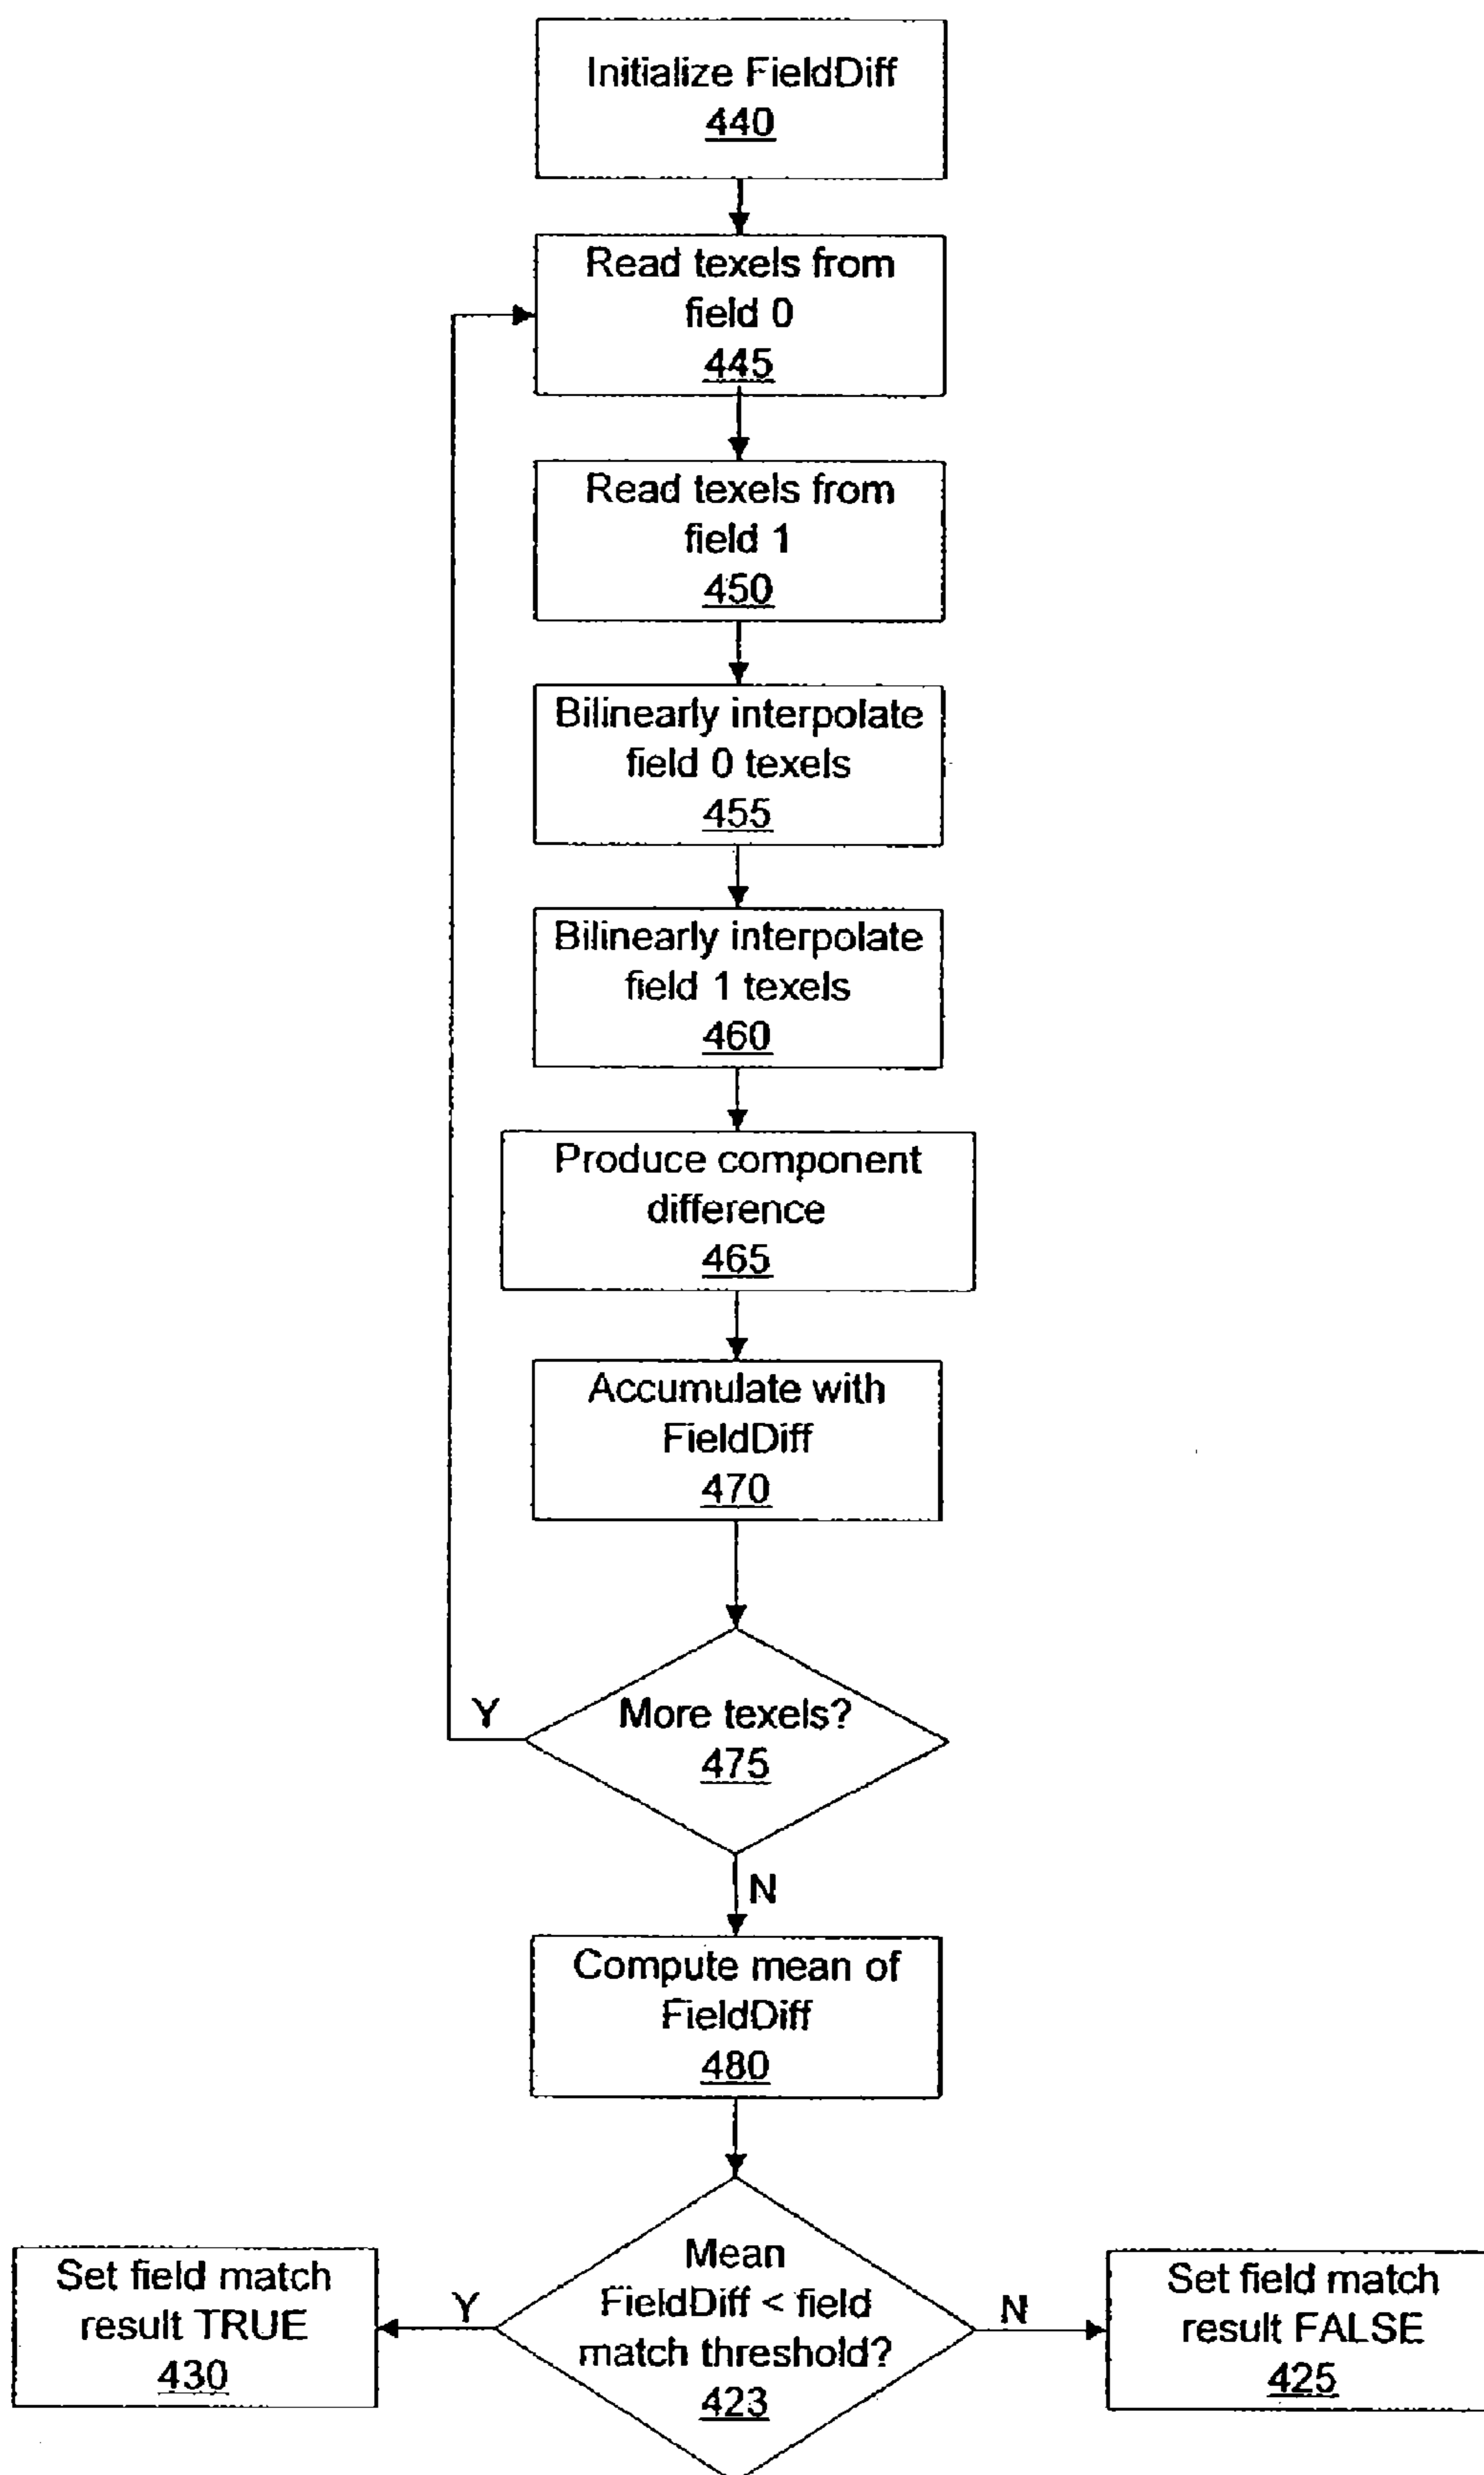 Initialize FieldDiff
440
Read texels from
field 0
445
Read texels from
field 1
450
Bilinearly interpolate
field 0 texels
455
Bilinearly interpolate
field 1 texels
460
Produce component
difference
465
Accumulate with
FieldDiff
470
Y
More texels?
475
N
Compute mean of
FieldDiff
480
Set field match
result TRUE
430
Y
Mean
FieldDiff < field
match threshold?
423
N
Set field match
result FALSE
425